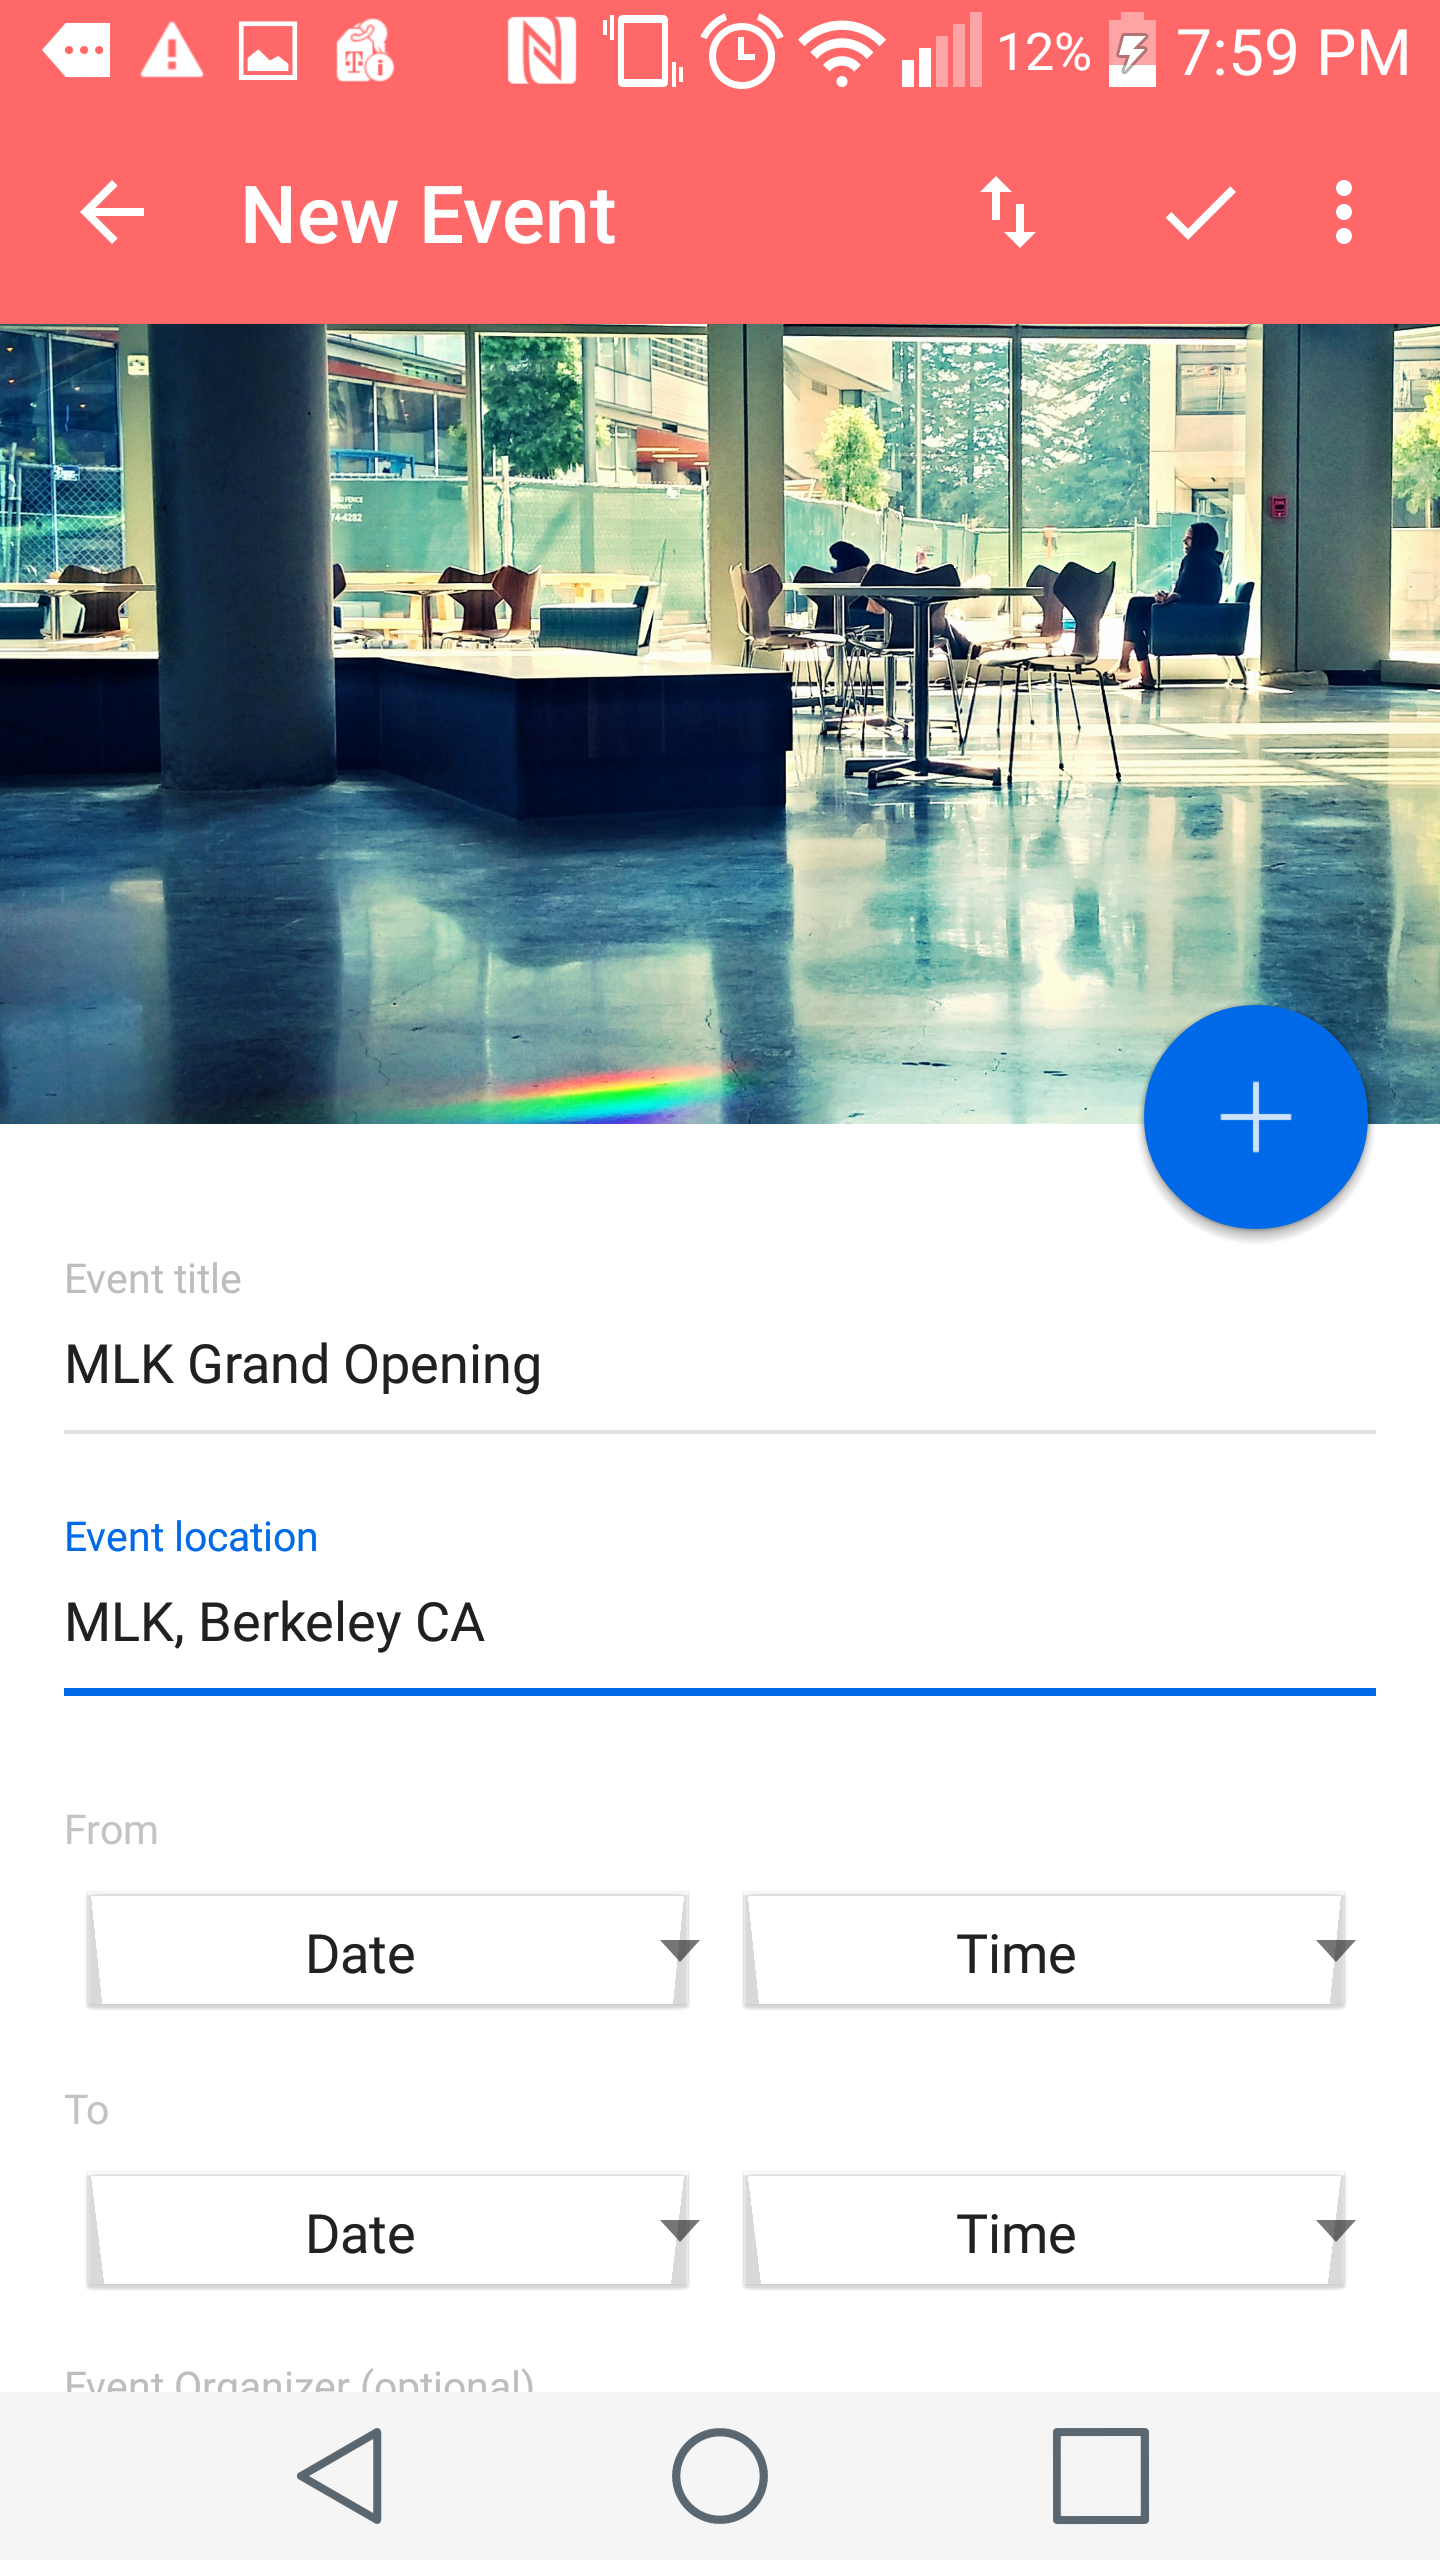 12% 7:59 PM
New Event
Event title
MLK Grand Opening
Event location
MLK, Berkeley CA
From
Date Time
To
Date Time
Event Organizer (optional)